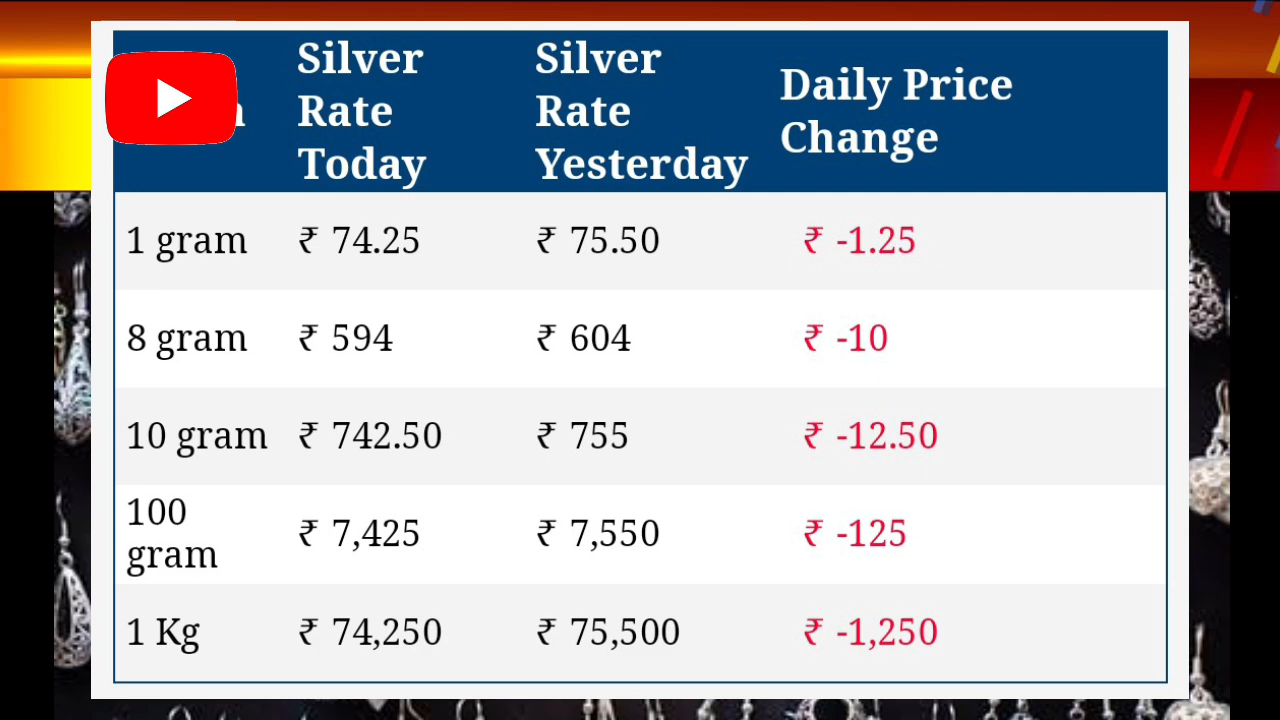 Silver Rate Today
Silver Rate Yesterday
Daily Price Change
1 gram ₹ 74.25 ₹ 75.50 ₹ -1.25
8 gram ₹ 594 ₹ 604 ₹ -10
10 gram ₹ 742.50 ₹ 755 ₹ -12.50
100 gram ₹ 7,425 ₹ 7,550 ₹ -125
1 Kg ₹ 74,250 ₹ 75,500 ₹ -1,250